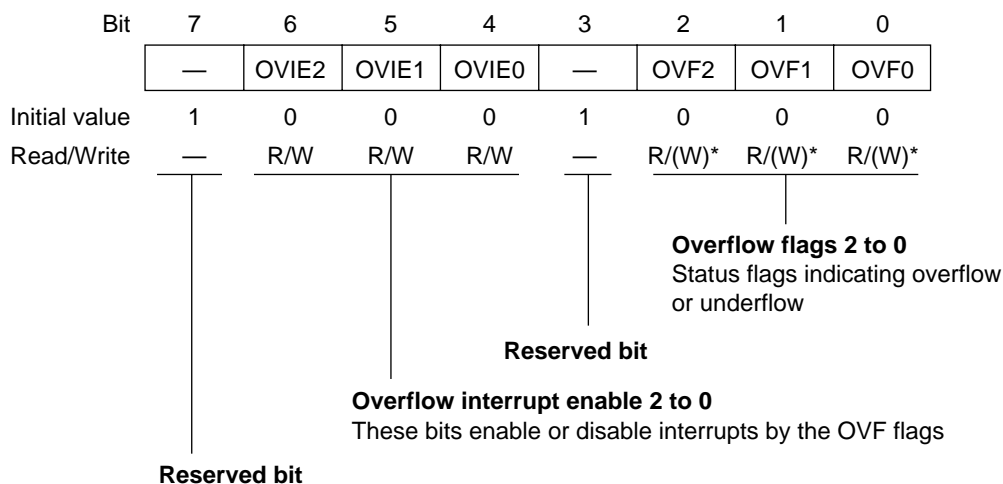 Bit 7 6 5 4 3 2 1 0
— OVIE2 OVIE1 OVIE0 — OVF2 OVF1 OVF0
Initial value 1 0 0 0 1 0 0 0
Read/Write — R/W R/W R/W — R/(W)* R/(W)* R/(W)*
Overflow flags 2 to 0
Status flags indicating overflow
or underflow
Reserved bit
Overflow interrupt enable 2 to 0
These bits enable or disable interrupts by the OVF flags
Reserved bit